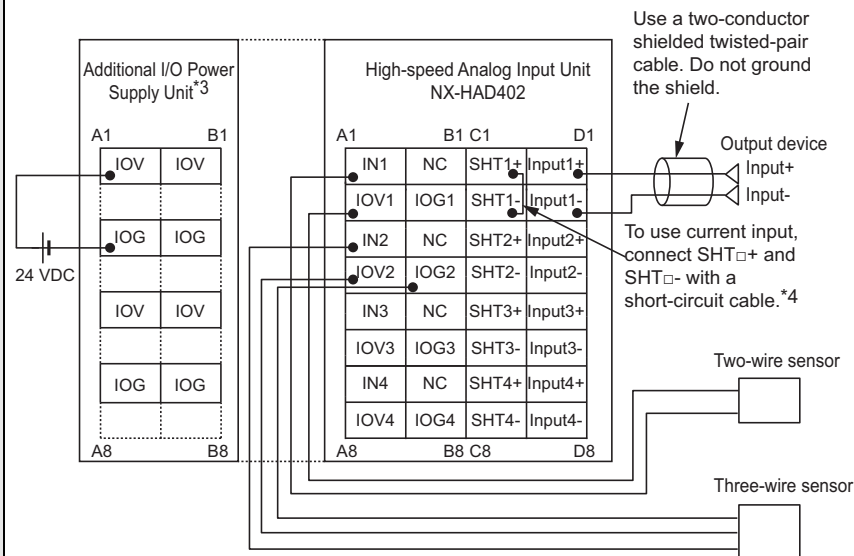 Use a two-conductor
shielded twisted-pair
cable. Do not ground
the shield.
Additional I/O Power
Supply Unit*3
High-speed Analog Input Unit
NX-HAD402
A1 B1
A1 B1 C1 D1
Output device
IOV IOV
IN1 NC SHT1+ Input1+
Input+
IOV1 IOG1 SHT1- Input1-
Input-
IOG IOG
IN2 NC SHT2+ Input2+
To use current input,
connect SHT□+ and
SHT□- with a
short-circuit cable.*4
24 VDC
IOV2 IOG2 SHT2- Input2-
IOV IOV
IN3 NC SHT3+ Input3+
IOV3 IOG3 SHT3- Input3-
Two-wire sensor
IOG IOG
IN4 NC SHT4+ Input4+
IOV4 IOG4 SHT4- Input4-
A8 B8
A8 B8 C8 D8
Three-wire sensor